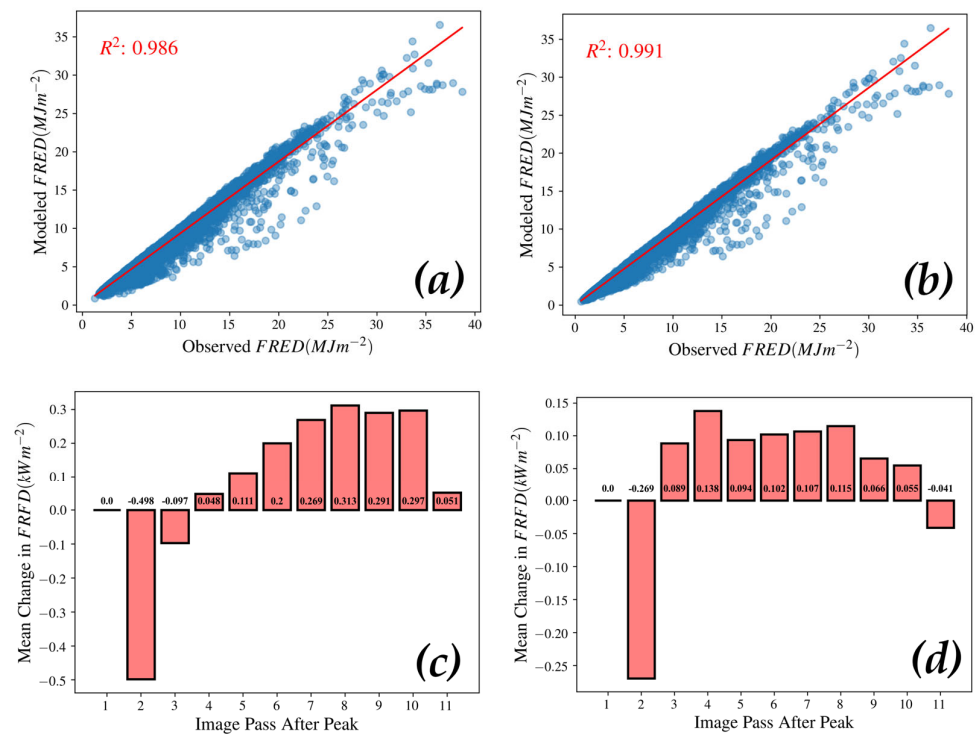 R²: 0.986
Modeled FRED(MJm⁻²)
35
30
25
20
15
10
5
0
(a)
0 5 10 15 20 25 30 35 40
Observed FRED(MJm⁻²)
R²: 0.991
Modeled FRED(MJm⁻²)
35
30
25
20
15
10
5
0
(b)
0 5 10 15 20 25 30 35 40
Observed FRED(MJm⁻²)
Mean Change in FRFD(kWm⁻²)
0.3
0.2
0.1
0.0
−0.1
−0.2
−0.3
−0.4
−0.5
0.0 -0.498 -0.097 0.048 0.111 0.2 0.269 0.313 0.291 0.297 0.051
(c)
1 2 3 4 5 6 7 8 9 10 11
Image Pass After Peak
Mean Change in FRFD(kWm⁻²)
0.15
0.10
0.05
0.00
−0.05
−0.10
−0.15
−0.20
−0.25
0.0 -0.269 0.089 0.138 0.094 0.102 0.107 0.115 0.066 0.055 -0.041
(d)
1 2 3 4 5 6 7 8 9 10 11
Image Pass After Peak